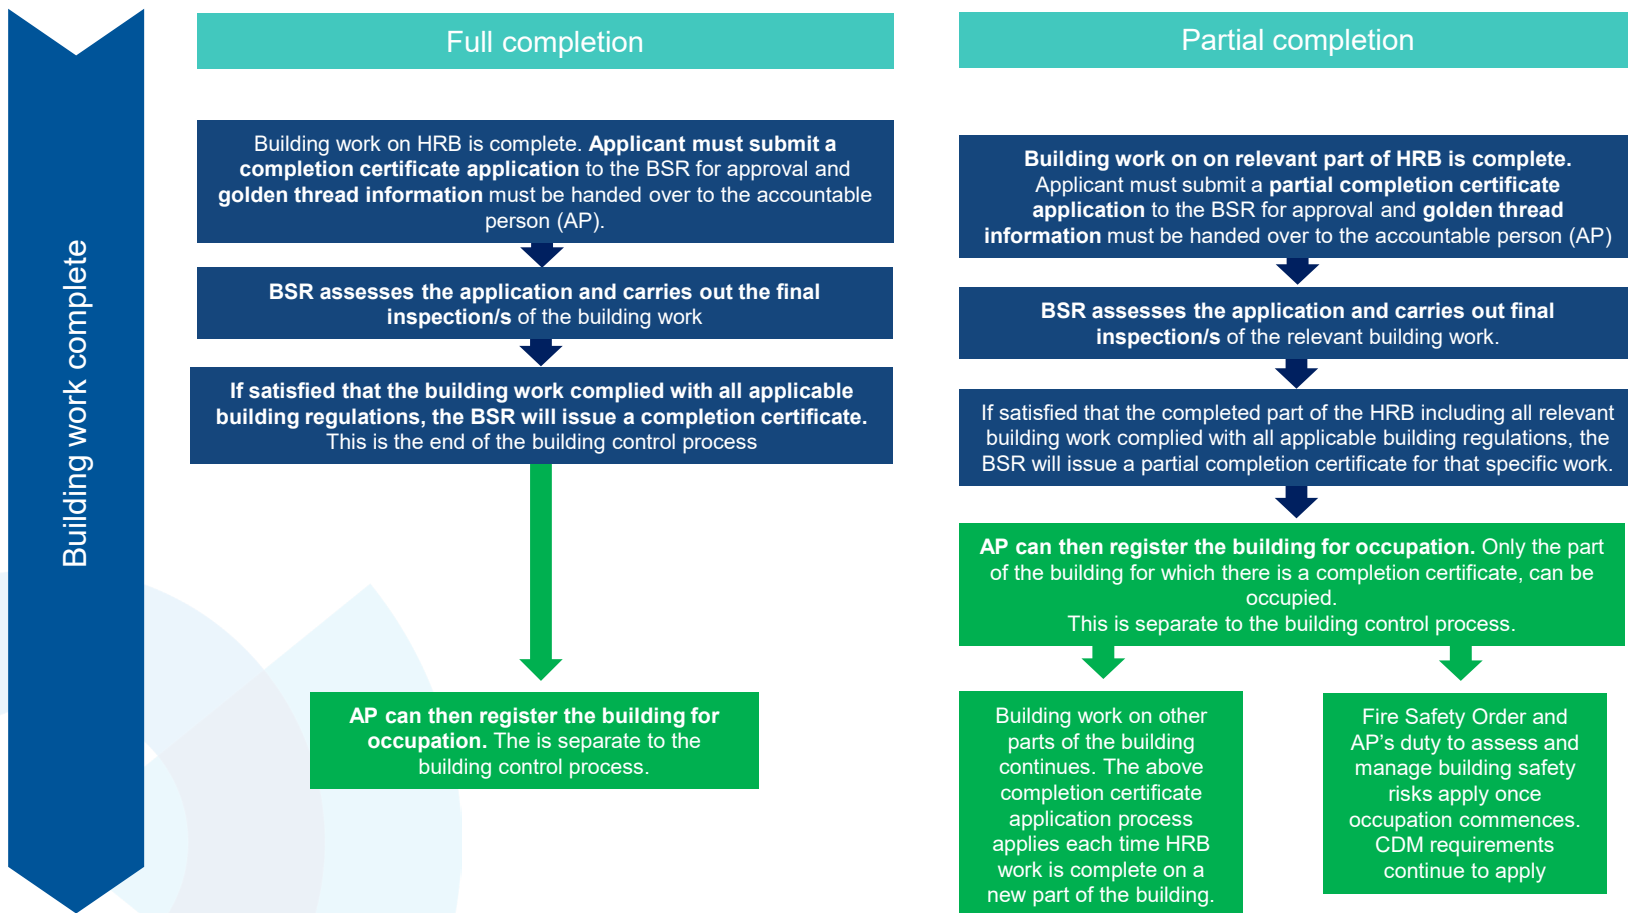 Building work complete
Full completion
Building work on HRB is complete. Applicant must submit a
completion certificate application to the BSR for approval and
golden thread information must be handed over to the accountable
person (AP).
BSR assesses the application and carries out the final
inspection/s of the building work
If satisfied that the building work complied with all applicable
building regulations, the BSR will issue a completion certificate.
This is the end of the building control process
AP can then register the building for
occupation. The is separate to the
building control process.
Partial completion
Building work on on relevant part of HRB is complete.
Applicant must submit a partial completion certificate
application to the BSR for approval and golden thread
information must be handed over to the accountable person (AP)
BSR assesses the application and carries out final
inspection/s of the relevant building work.
If satisfied that the completed part of the HRB including all relevant
building work complied with all applicable building regulations, the
BSR will issue a partial completion certificate for that specific work.
AP can then register the building for occupation. Only the part
of the building for which there is a completion certificate, can be
occupied.
This is separate to the building control process.
Building work on other
parts of the building
continues. The above
completion certificate
application process
applies each time HRB
work is complete on a
new part of the building.
Fire Safety Order and
AP's duty to assess and
manage building safety
risks apply once
occupation commences.
CDM requirements
continue to apply